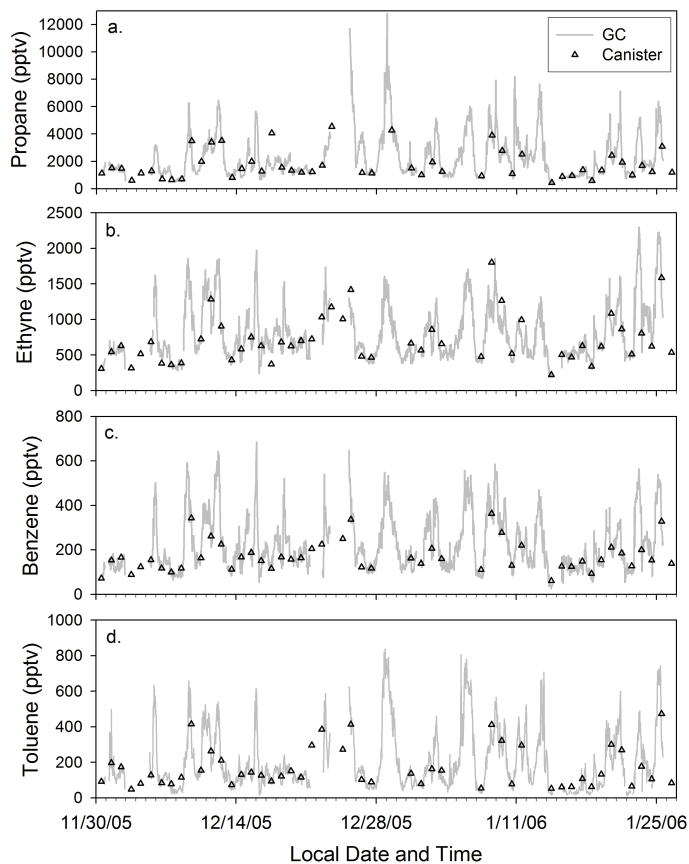 a.
GC
Canister
Propane (pptv)
12000
10000
8000
6000
4000
2000
0
b.
Ethyne (pptv)
2500
2000
1500
1000
500
0
c.
Benzene (pptv)
800
600
400
200
0
d.
Toluene (pptv)
1000
800
600
400
200
0
11/30/05 12/14/05 12/28/05 1/11/06 1/25/06
Local Date and Time